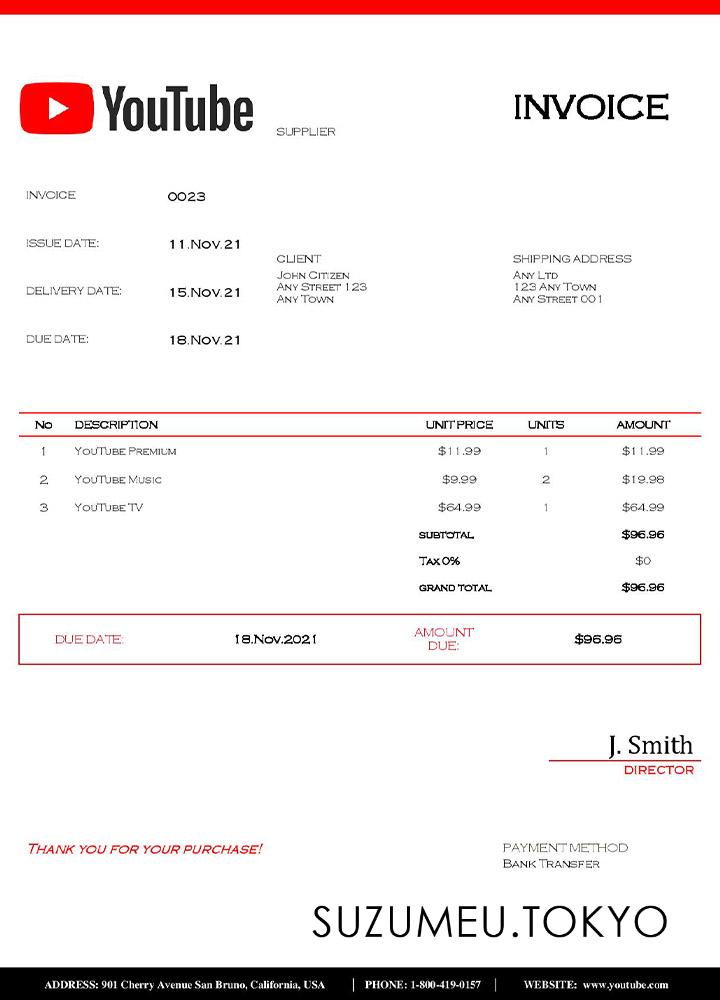 YouTube
INVOICE
SUPPLIER
INVOICE 0023
ISSUE DATE: 11.Nov.21
DELIVERY DATE: 15.Nov.21
DUE DATE: 18.Nov.21
CLIENT
John Citizen
Any Street 123
Any Town
SHIPPING ADDRESS
Any Ltd
123 Any Town
Any Street 001
No DESCRIPTION UNIT PRICE UNITS AMOUNT
1 YouTube Premium $11.99 1 $11.99
2 YouTube Music $9.99 2 $19.98
3 YouTube TV $64.99 1 $64.99
SUBTOTAL $96.96
Tax 0% $0
GRAND TOTAL $96.96
DUE DATE: 18.Nov.2021
AMOUNT
DUE: $96.96
J. Smith
DIRECTOR
Thank you for your purchase!
PAYMENT METHOD
Bank Transfer
SUZUMEU.TOKYO
ADDRESS: 901 Cherry Avenue San Bruno, California, USA | PHONE: 1-800-419-0157 | WEBSITE: www.youtube.com